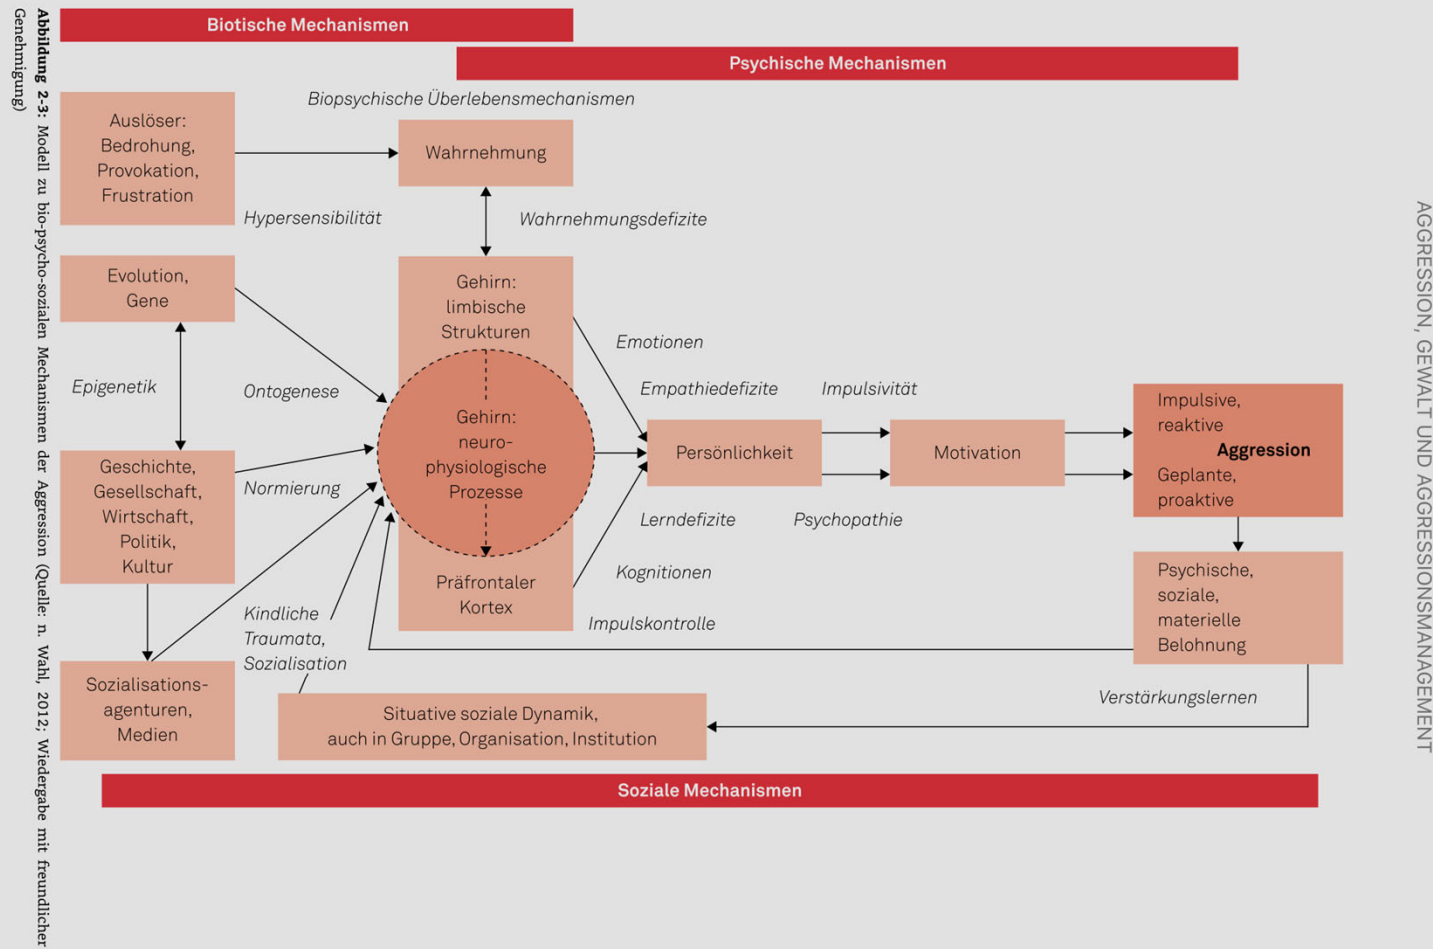 Biotische Mechanismen
Psychische Mechanismen
Biopsychische Überlebensmechanismen
Auslöser:
Bedrohung,
Provokation,
Frustration
Wahrnehmung
Hypersensibilität
Wahrnehmungsdefizite
Evolution,
Gene
Gehirn:
limbische
Strukturen
Emotionen
Epigenetik
Ontogenese
Empathiedefizite
Impulsivität
Gehirn:
neuro-
physiologische
Prozesse
Persönlichkeit
Motivation
Impulsive,
reaktive
Aggression
Geplante,
proaktive
Geschichte,
Gesellschaft,
Wirtschaft,
Politik,
Kultur
Normierung
Lerndefizite
Psychopathie
Präfrontaler
Kortex
Kognitionen
Impulskontrolle
Psychische,
soziale,
materielle
Belohnung
Kindliche
Traumata,
Sozialisation
Sozialisations-
agenturen,
Medien
Situative soziale Dynamik,
auch in Gruppe, Organisation, Institution
Verstärkungslernen
Soziale Mechanismen
Abbildung 2-3: Modell zu bio-psycho-sozialen Mechanismen der Aggression (Quelle: n. Wahl, 2012; Wiedergabe mit freundlicher
Genehmigung)
AGGRESSION, GEWALT UND AGGRESSIONSMANAGEMENT